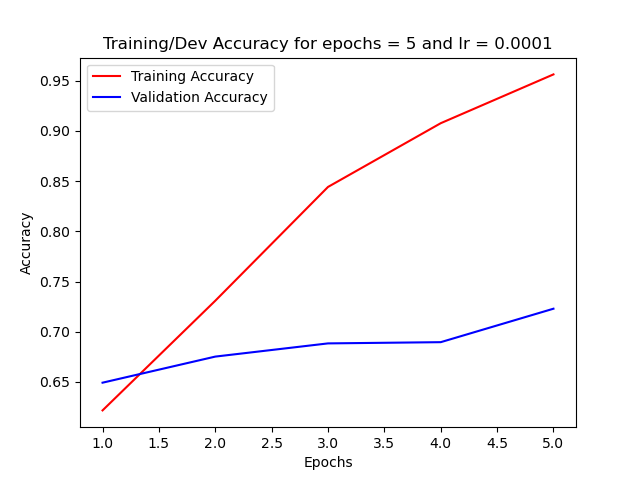 Training/Dev Accuracy for epochs = 5 and lr = 0.0001
Training Accuracy
Validation Accuracy
0.95
0.90
0.85
0.80
0.75
0.70
0.65
Accuracy
1.0 1.5 2.0 2.5 3.0 3.5 4.0 4.5 5.0
Epochs